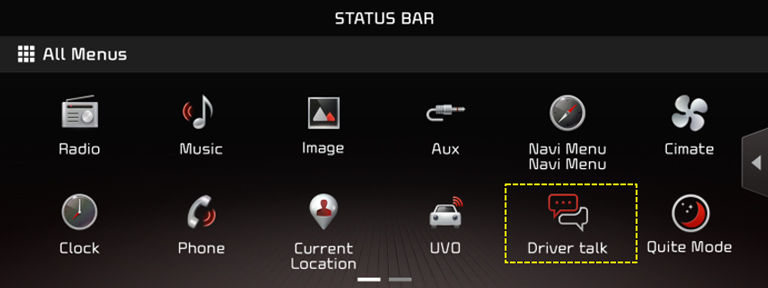 STATUS BAR
All Menus
Radio
Music
Image
Aux
Navi Menu
Navi Menu
Cimate
Clock
Phone
Current
Location
UVO
Driver talk
Quite Mode